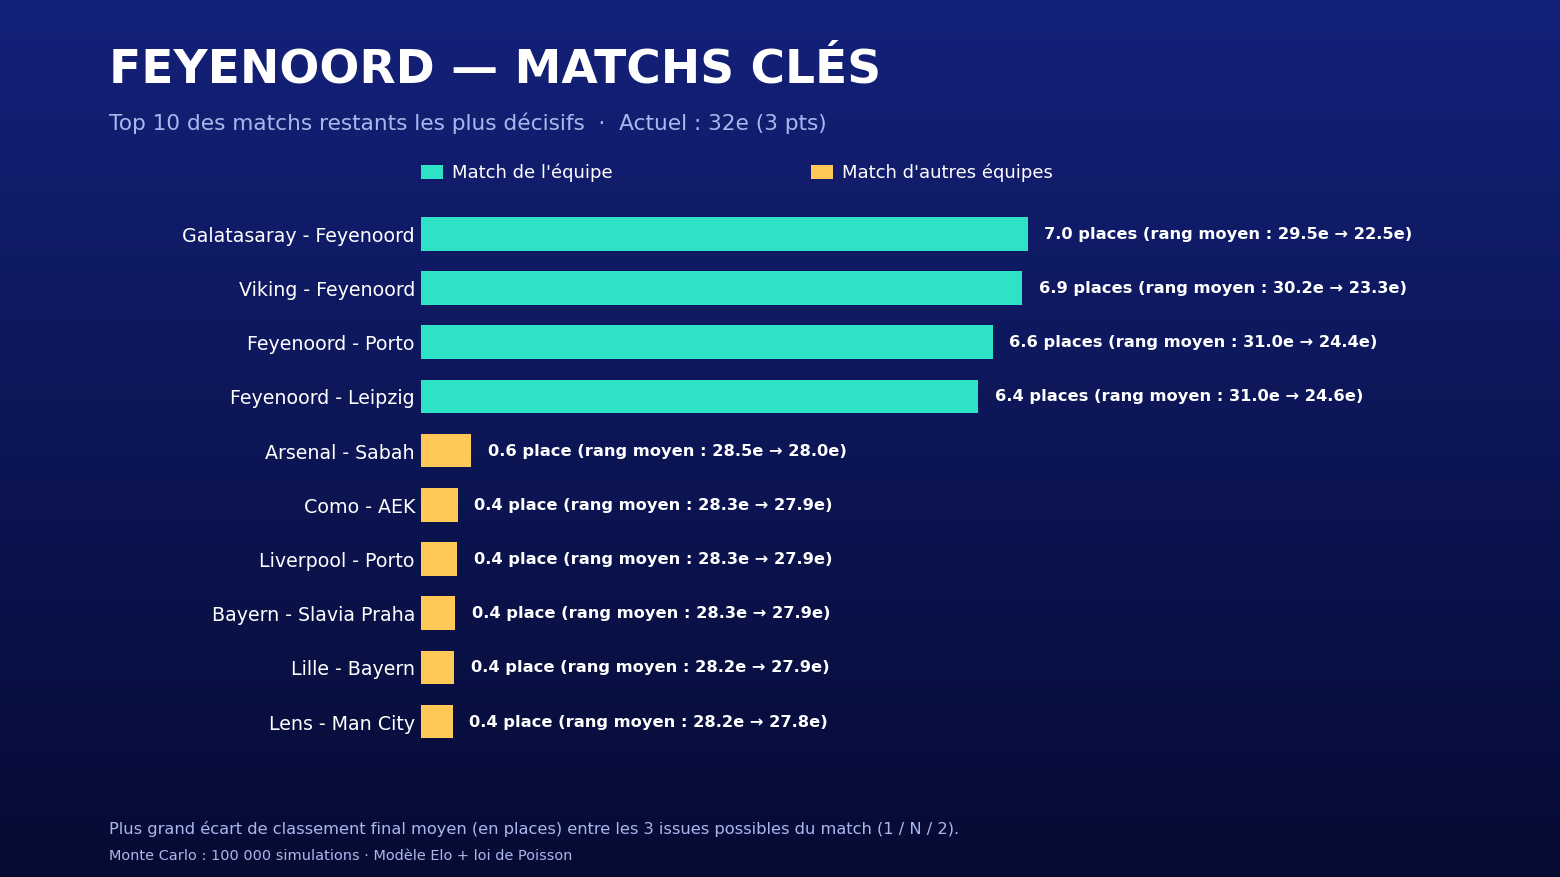 FEYENOORD — MATCHS CLÉS
Top 10 des matchs restants les plus décisifs · Actuel : 32e (3 pts)
Match de l'équipe
Match d'autres équipes
Galatasaray - Feyenoord 7.0 places (rang moyen : 29.5e → 22.5e)
Viking - Feyenoord 6.9 places (rang moyen : 30.2e → 23.3e)
Feyenoord - Porto 6.6 places (rang moyen : 31.0e → 24.4e)
Feyenoord - Leipzig 6.4 places (rang moyen : 31.0e → 24.6e)
Arsenal - Sabah 0.6 place (rang moyen : 28.5e → 28.0e)
Como - AEK 0.4 place (rang moyen : 28.3e → 27.9e)
Liverpool - Porto 0.4 place (rang moyen : 28.3e → 27.9e)
Bayern - Slavia Praha 0.4 place (rang moyen : 28.3e → 27.9e)
Lille - Bayern 0.4 place (rang moyen : 28.2e → 27.9e)
Lens - Man City 0.4 place (rang moyen : 28.2e → 27.8e)
Plus grand écart de classement final moyen (en places) entre les 3 issues possibles du match (1 / N / 2).
Monte Carlo : 100 000 simulations · Modèle Elo + loi de Poisson